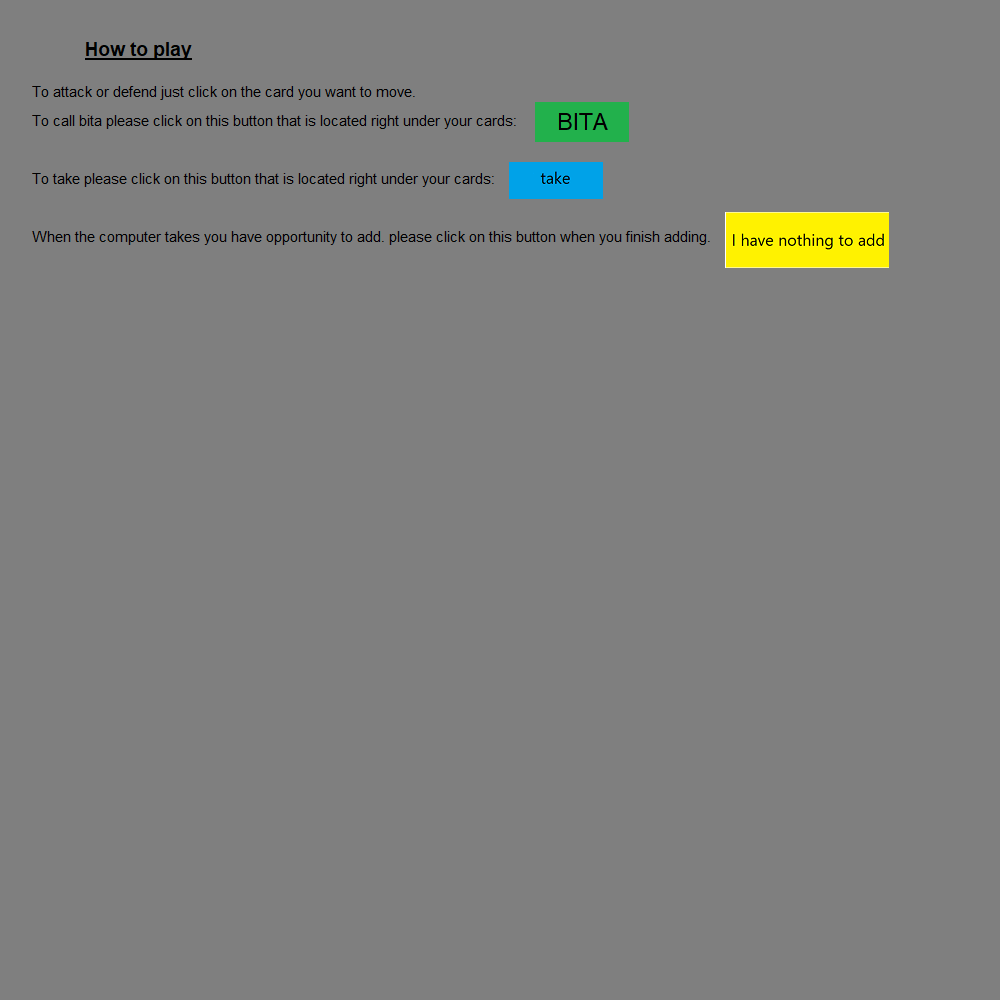 How to play
To attack or defend just click on the card you want to move.
To call bita please click on this button that is located right under your cards: BITA
To take please click on this button that is located right under your cards: take
When the computer takes you have opportunity to add. please click on this button when you finish adding. I have nothing to add